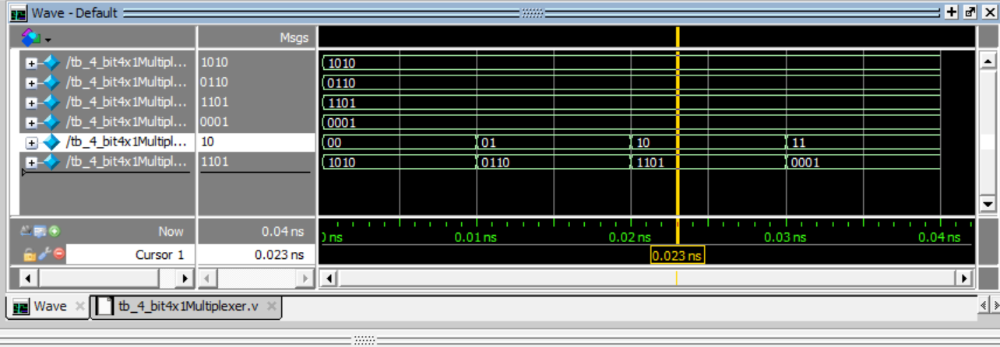 Wave - Default
Msgs
/tb_4_bit4x1Multipl... 1010 1010
/tb_4_bit4x1Multipl... 0110 0110
/tb_4_bit4x1Multipl... 1101 1101
/tb_4_bit4x1Multipl... 0001 0001
/tb_4_bit4x1Multipl... 10 00 01 10 11
/tb_4_bit4x1Multipl... 1101 1010 0110 1101 0001
Now 0.04 ns ns 0.01 ns 0.02 ns 0.03 ns 0.04 ns
Cursor 1 0.023 ns 0.023 ns
Wave tb_4_bit4x1Multiplexer.v